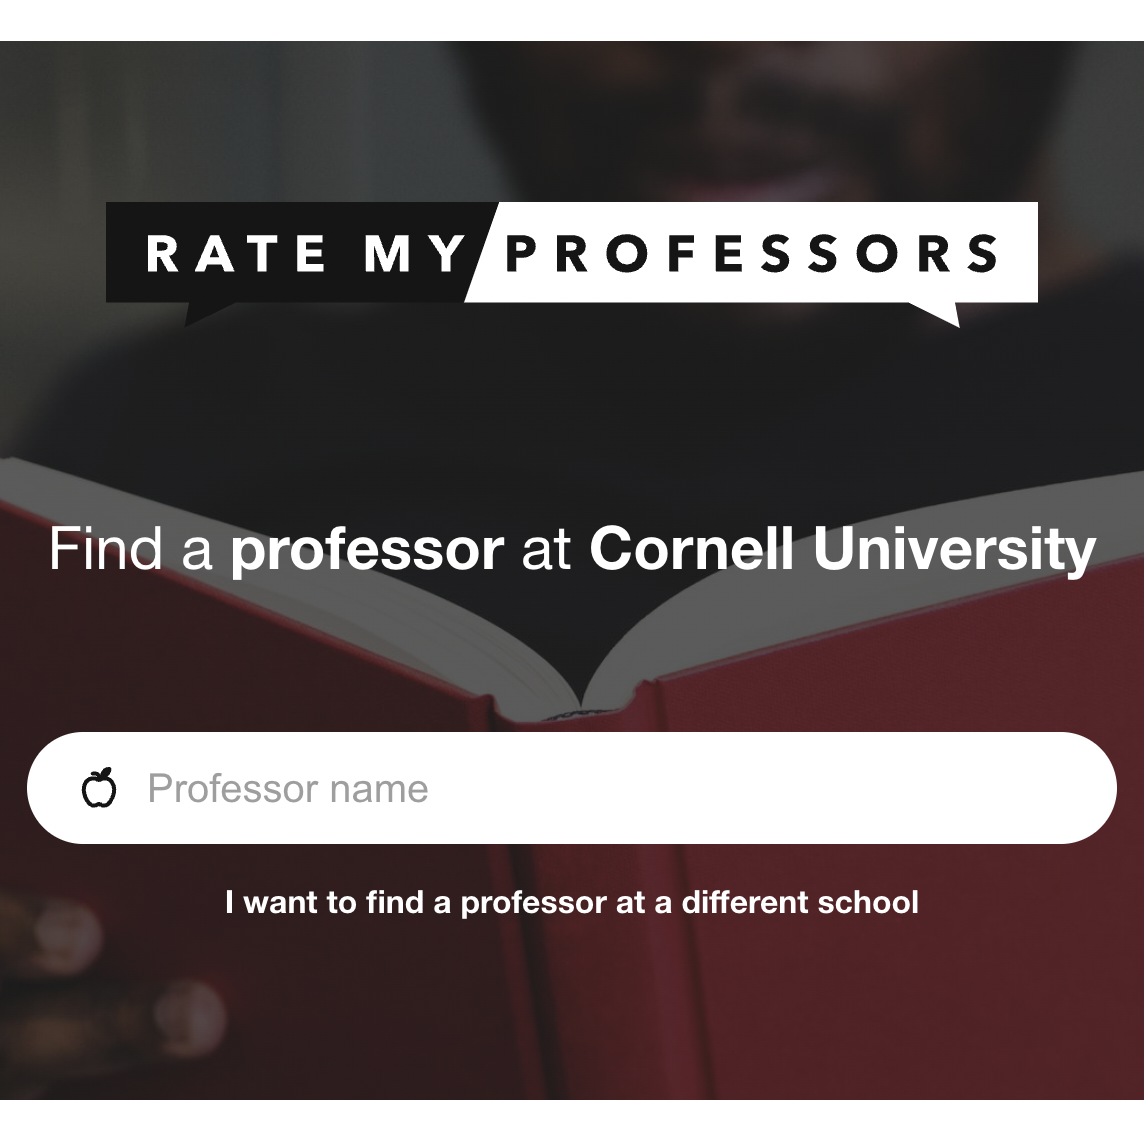 RATE MY PROFESSORS
Find a professor at Cornell University
Professor name
I want to find a professor at a different school